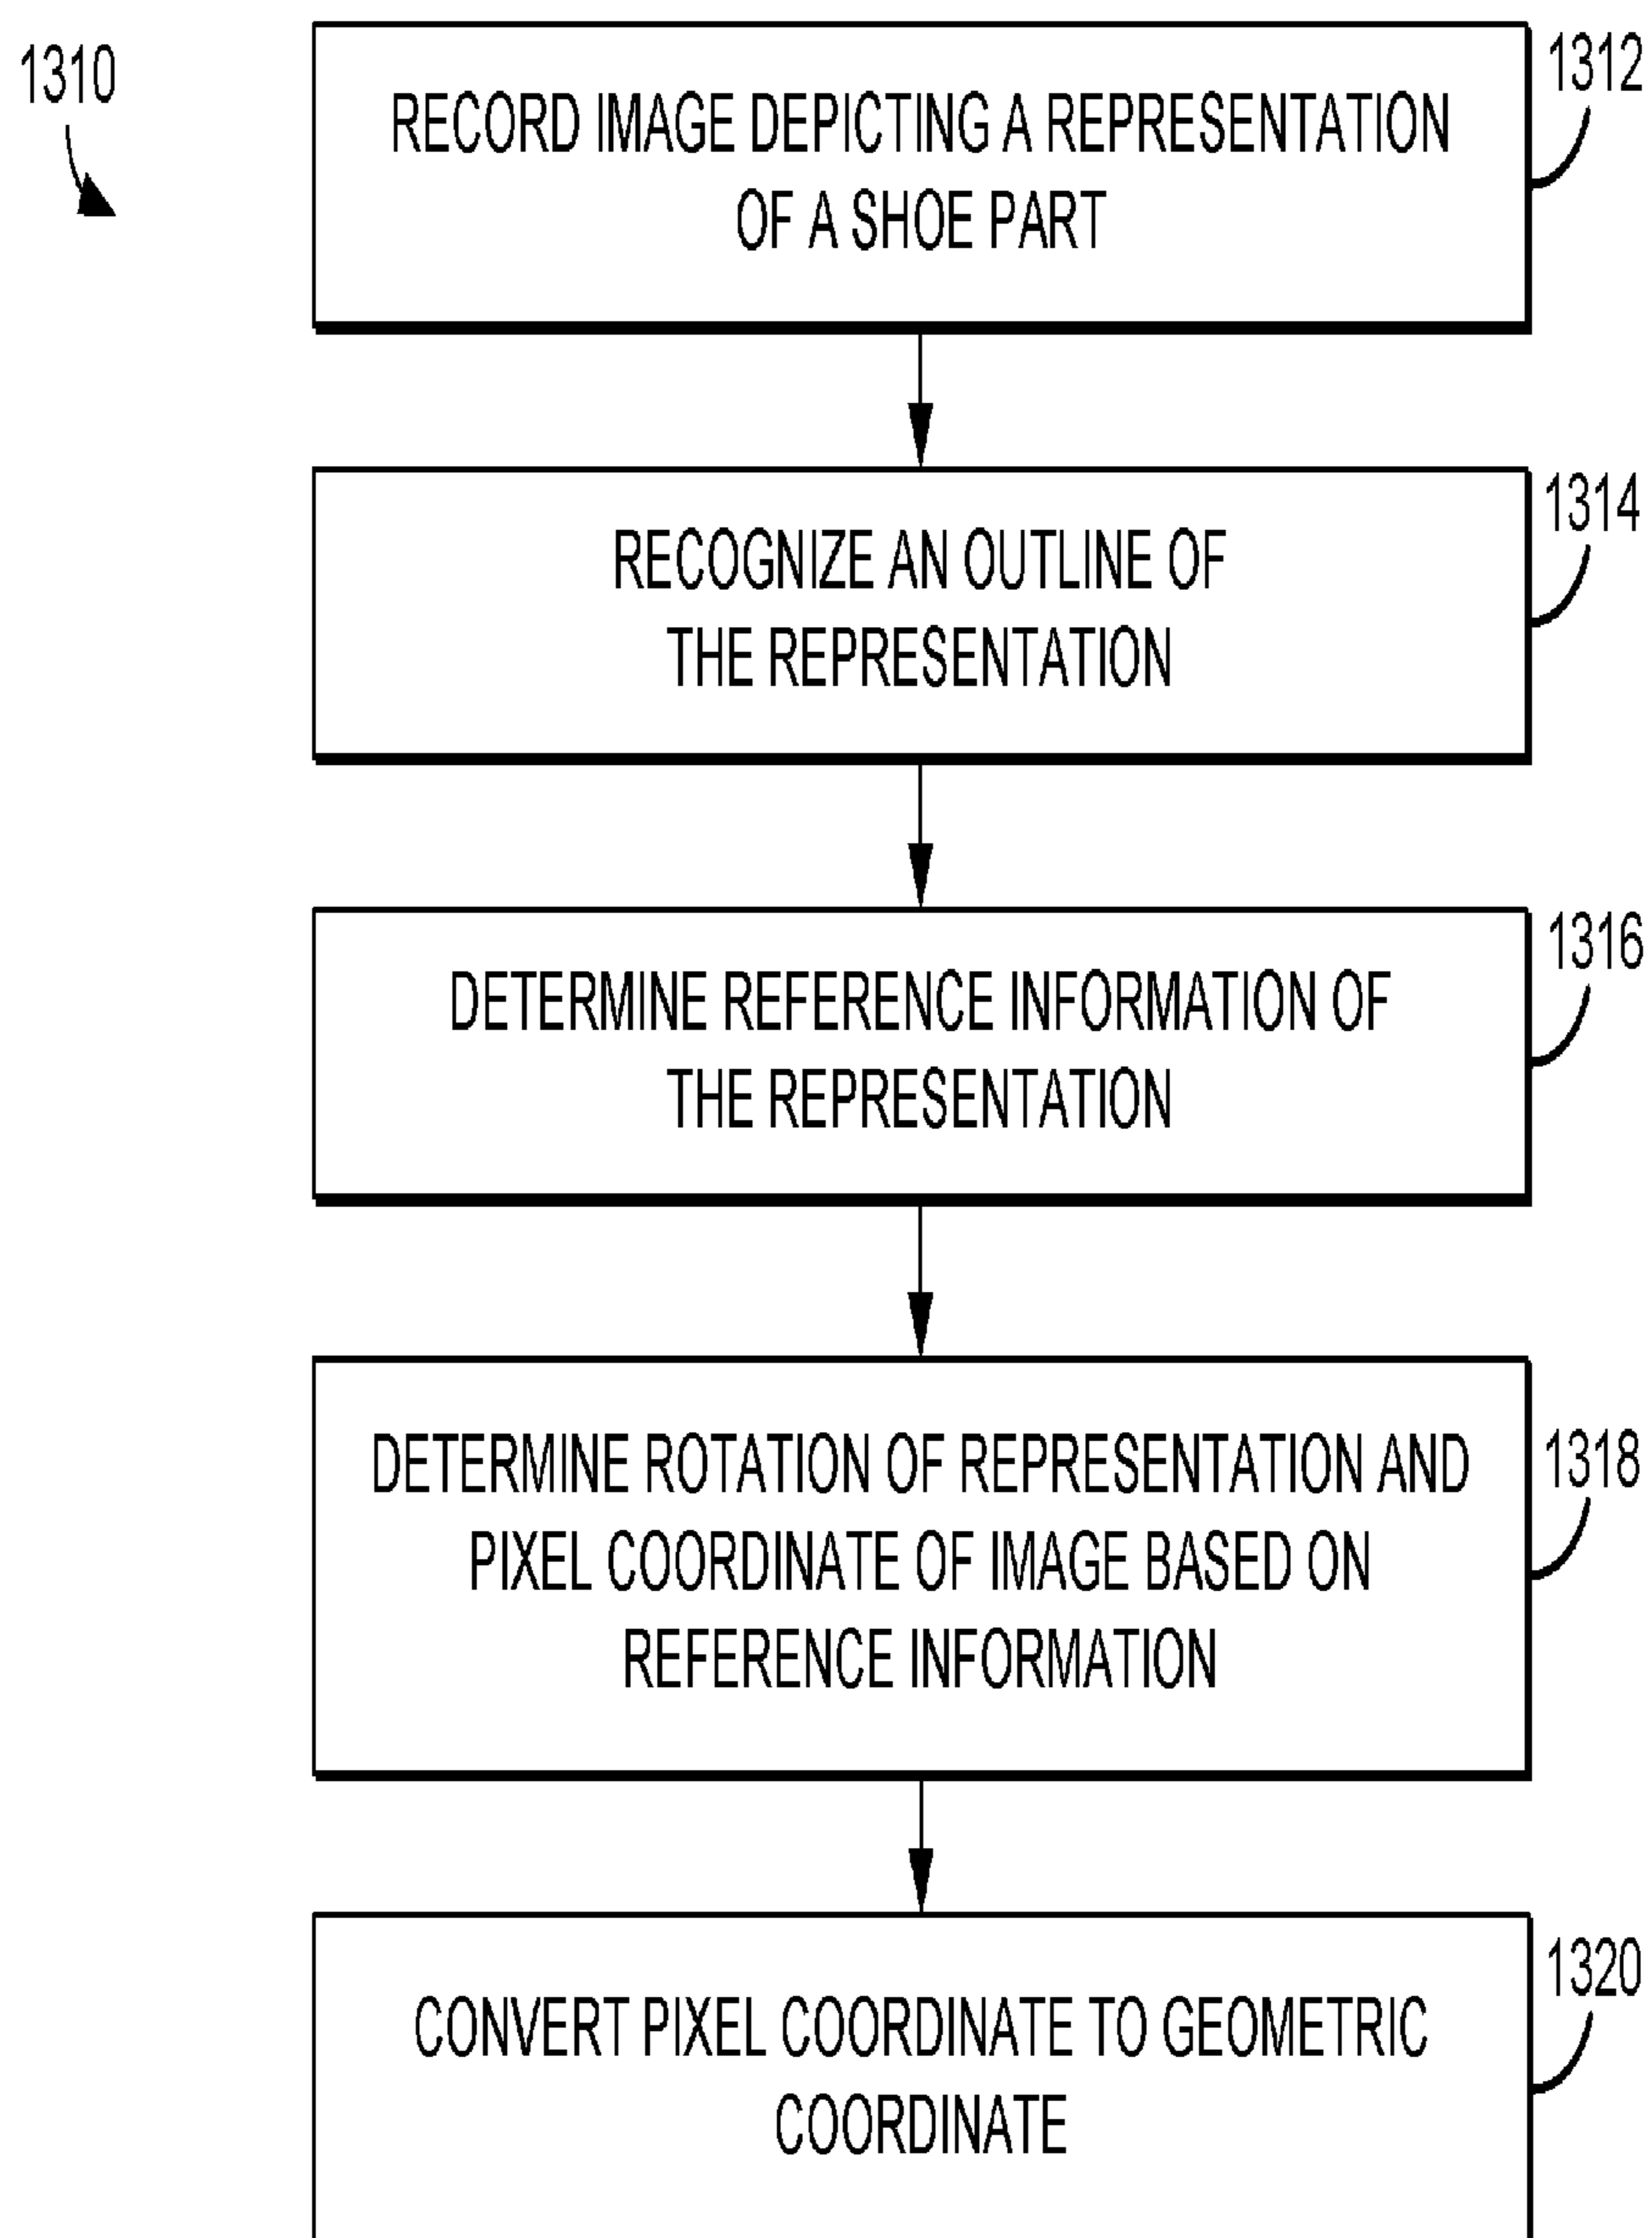 1310
1312
RECORD IMAGE DEPICTING A REPRESENTATION
OF A SHOE PART
1314
RECOGNIZE AN OUTLINE OF
THE REPRESENTATION
1316
DETERMINE REFERENCE INFORMATION OF
THE REPRESENTATION
1318
DETERMINE ROTATION OF REPRESENTATION AND
PIXEL COORDINATE OF IMAGE BASED ON
REFERENCE INFORMATION
1320
CONVERT PIXEL COORDINATE TO GEOMETRIC
COORDINATE